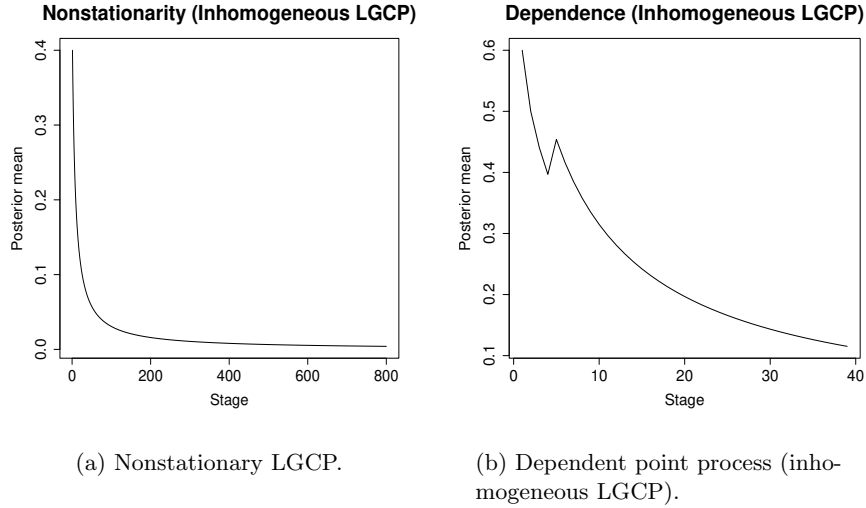 Nonstationarity (Inhomogeneous LGCP)
Posterior mean
0.0 0.1 0.2 0.3 0.4
0 200 400 600 800
Stage
(a) Nonstationary LGCP.
Dependence (Inhomogeneous LGCP)
Posterior mean
0.1 0.2 0.3 0.4 0.5 0.6
0 10 20 30 40
Stage
(b) Dependent point process (inho-
mogeneous LGCP).